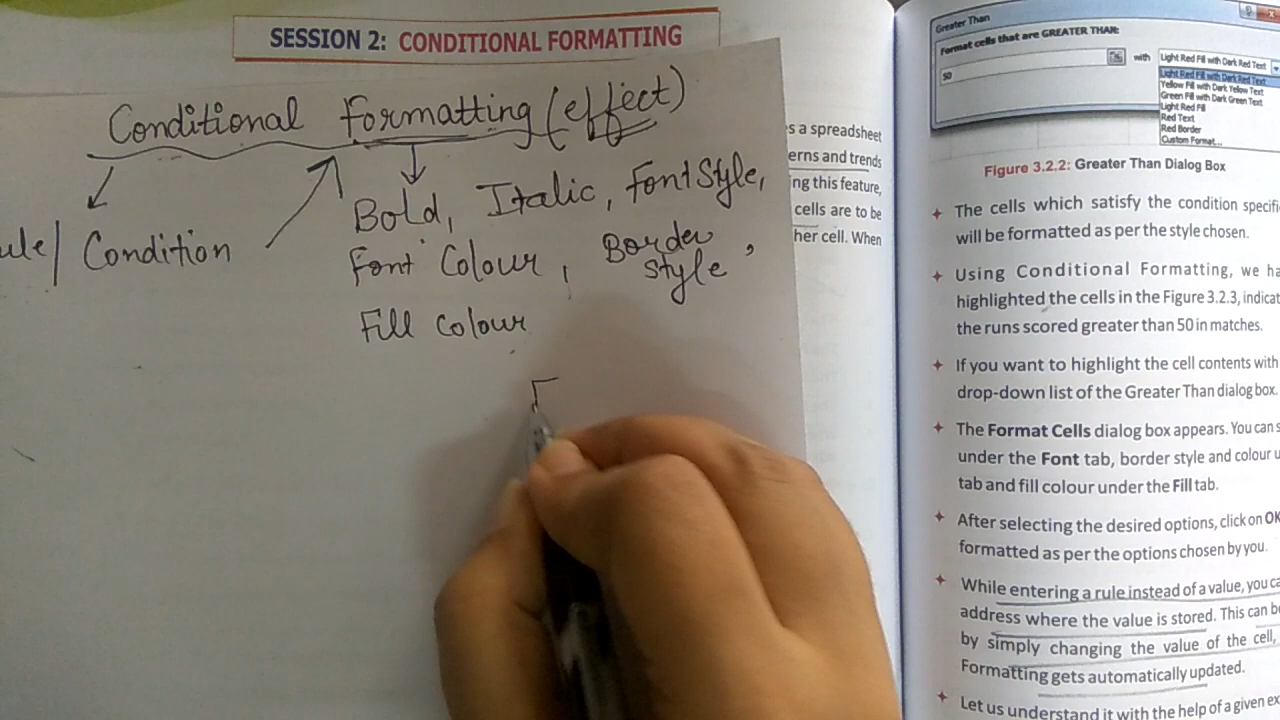 SESSION 2: CONDITIONAL FORMATTING
Conditional Formatting (effect)
Bold, Italic, Font Style,
Condition
Font Colour, Border Style,
Fill Colour
s a spreadsheet
erns and trends
ng this feature,
cells are to be
her cell. When
Greater Than
Format cells that are GREATER THAN:
50
with
Light Red Fill with Dark Red Text
Light Red Fill with Dark Red Text
Yellow Fill with Dark Yellow Text
Green Fill with Dark Green Text
Light Red Fill
Red Text
Red Border
Custom Format...
Figure 3.2.2: Greater Than Dialog Box
The cells which satisfy the condition specifi
will be formatted as per the style chosen.
Using Conditional Formatting, we ha
highlighted the cells in the Figure 3.2.3, indicat
the runs scored greater than 50 in matches.
If you want to highlight the cell contents with
drop-down list of the Greater Than dialog box.
The Format Cells dialog box appears. You can s
under the Font tab, border style and colour u
tab and fill colour under the Fill tab.
After selecting the desired options, click on OK
formatted as per the options chosen by you.
While entering a rule instead of a value, you ca
address where the value is stored. This can b
by simply changing the value of the cell,
Formatting gets automatically updated.
Let us understand it with the help of a given ex